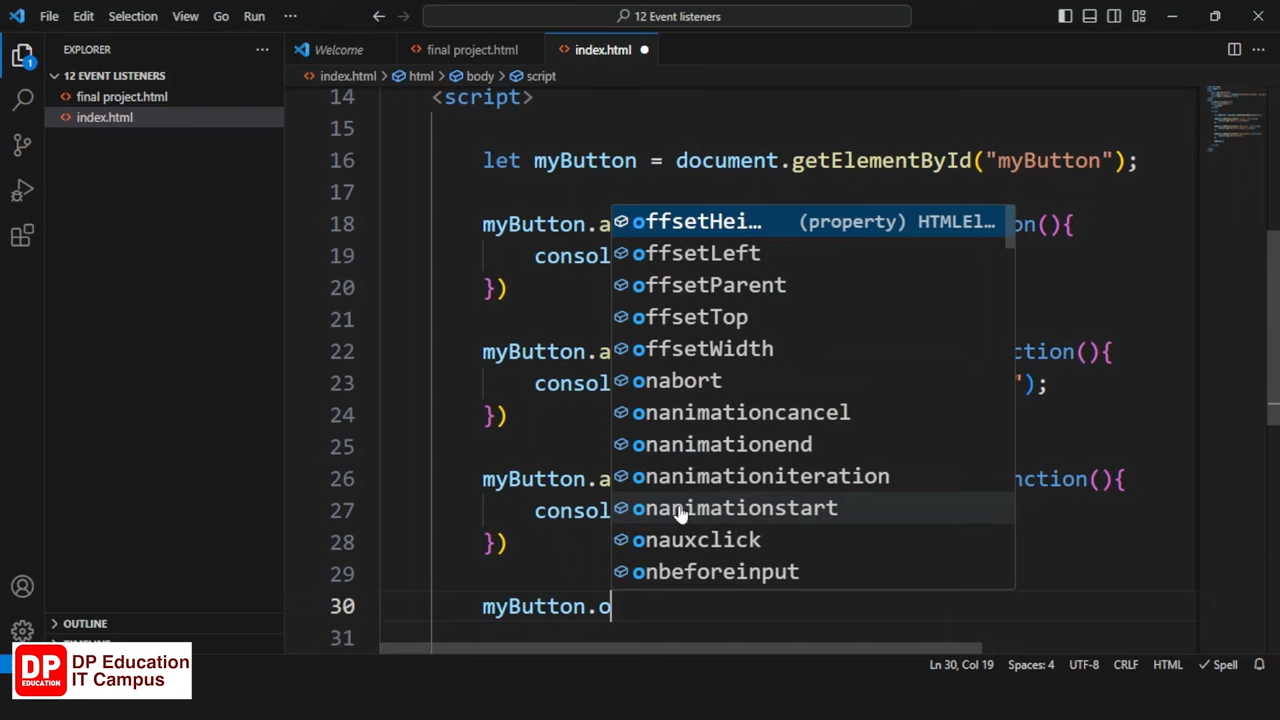 File Edit Selection View Go Run ··· 12 Event listeners
EXPLORER ···
12 EVENT LISTENERS
final project.html
index.html
OUTLINE
Welcome final project.html index.html ···
index.html > html > body > script
14 <script>
15
16 let myButton = document.getElementById("myButton");
17
18 myButton.a on(){
19 consol
20 })
21
22 myButton.a ction(){
23 consol ");
24 })
25
26 myButton.a nction(){
27 consol
28 })
29
30 myButton.o
31
offsetHei… (property) HTMLEl…
offsetLeft
offsetParent
offsetTop
offsetWidth
onabort
onanimationcancel
onanimationend
onanimationiteration
onanimationstart
onauxclick
onbeforeinput
1
DP
EDUCATION
DP Education
IT Campus
Ln 30, Col 19 Spaces: 4 UTF-8 CRLF HTML Spell